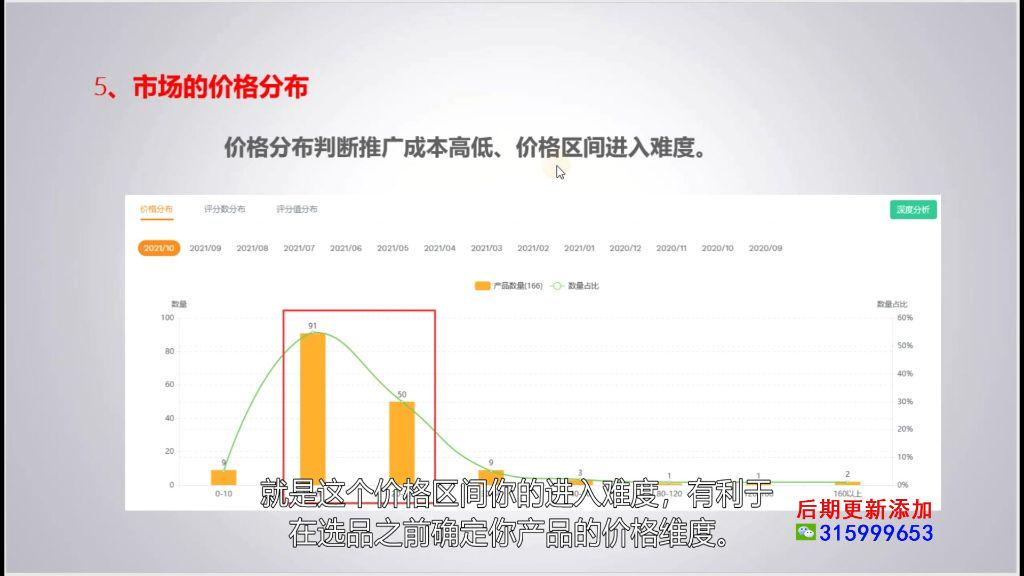 5、市场的价格分布
价格分布判断推广成本高低、价格区间进入难度。
价格分布 评分数分布 评分值分布
深度分析
2021/10 2021/09 2021/08 2021/07 2021/06 2021/05 2021/04 2021/03 2021/02 2021/01 2020/12 2020/11 2020/10 2020/09
产品数量(166) 数量占比
数量 数量占比
100 60%
91
50%
80
40%
60
50 30%
40
20%
20
9 9 3 1 1 2
10%
0 0%
0-10 160以上
就是这个价格区间你的进入难度，有利于
在选品之前确定你产品的价格维度。
后期更新添加
315999653